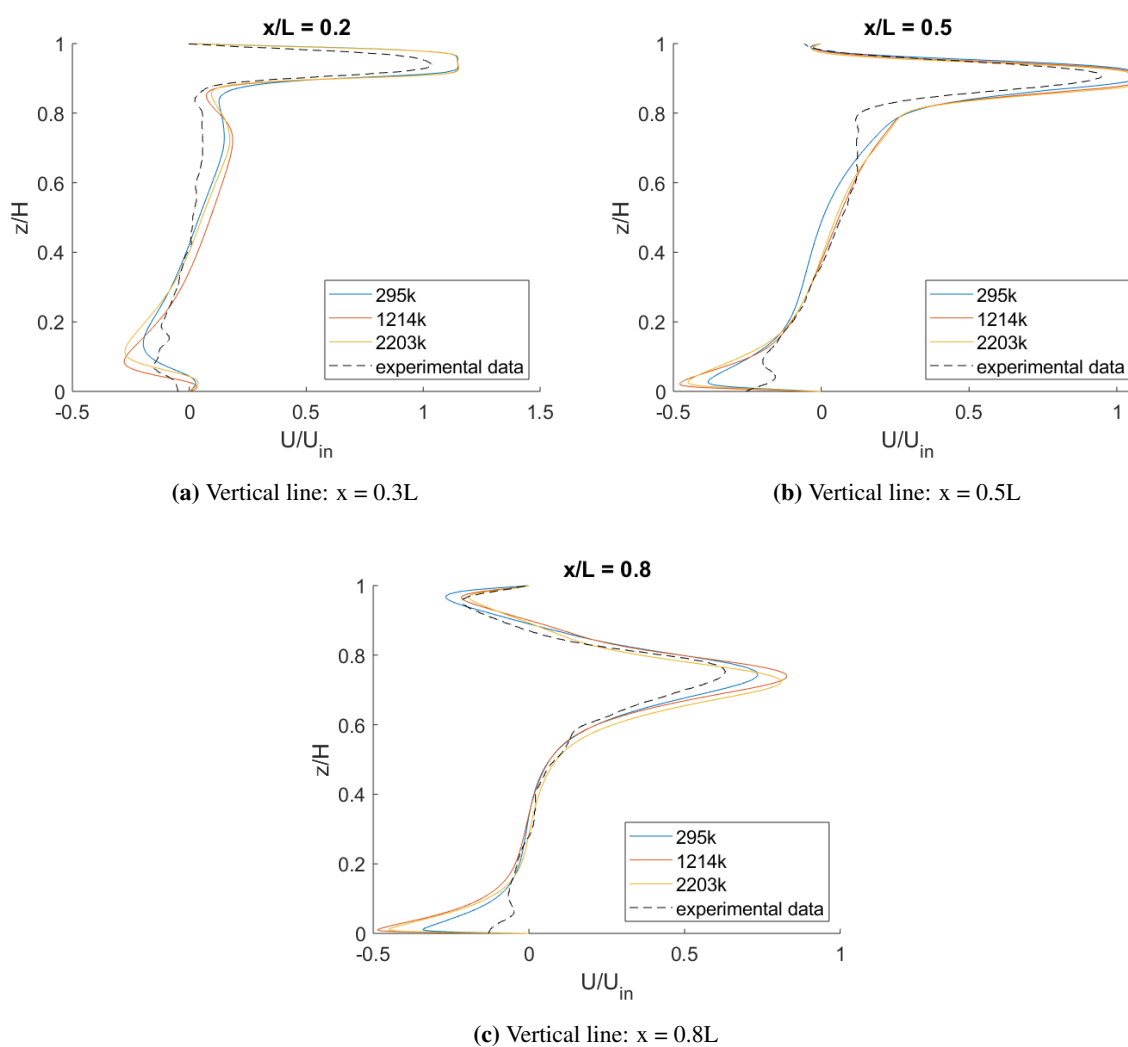 x/L = 0.2
1
0.8
0.6
0.4
0.2
0
z/H
295k
1214k
2203k
experimental data
-0.5
0
0.5
1
1.5
U/U_in
(a) Vertical line: x = 0.3L
x/L = 0.5
1
0.8
0.6
0.4
0.2
0
z/H
295k
1214k
2203k
experimental data
-0.5
0
0.5
1
U/U_in
(b) Vertical line: x = 0.5L
x/L = 0.8
1
0.8
0.6
0.4
0.2
0
z/H
295k
1214k
2203k
experimental data
-0.5
0
0.5
1
U/U_in
(c) Vertical line: x = 0.8L